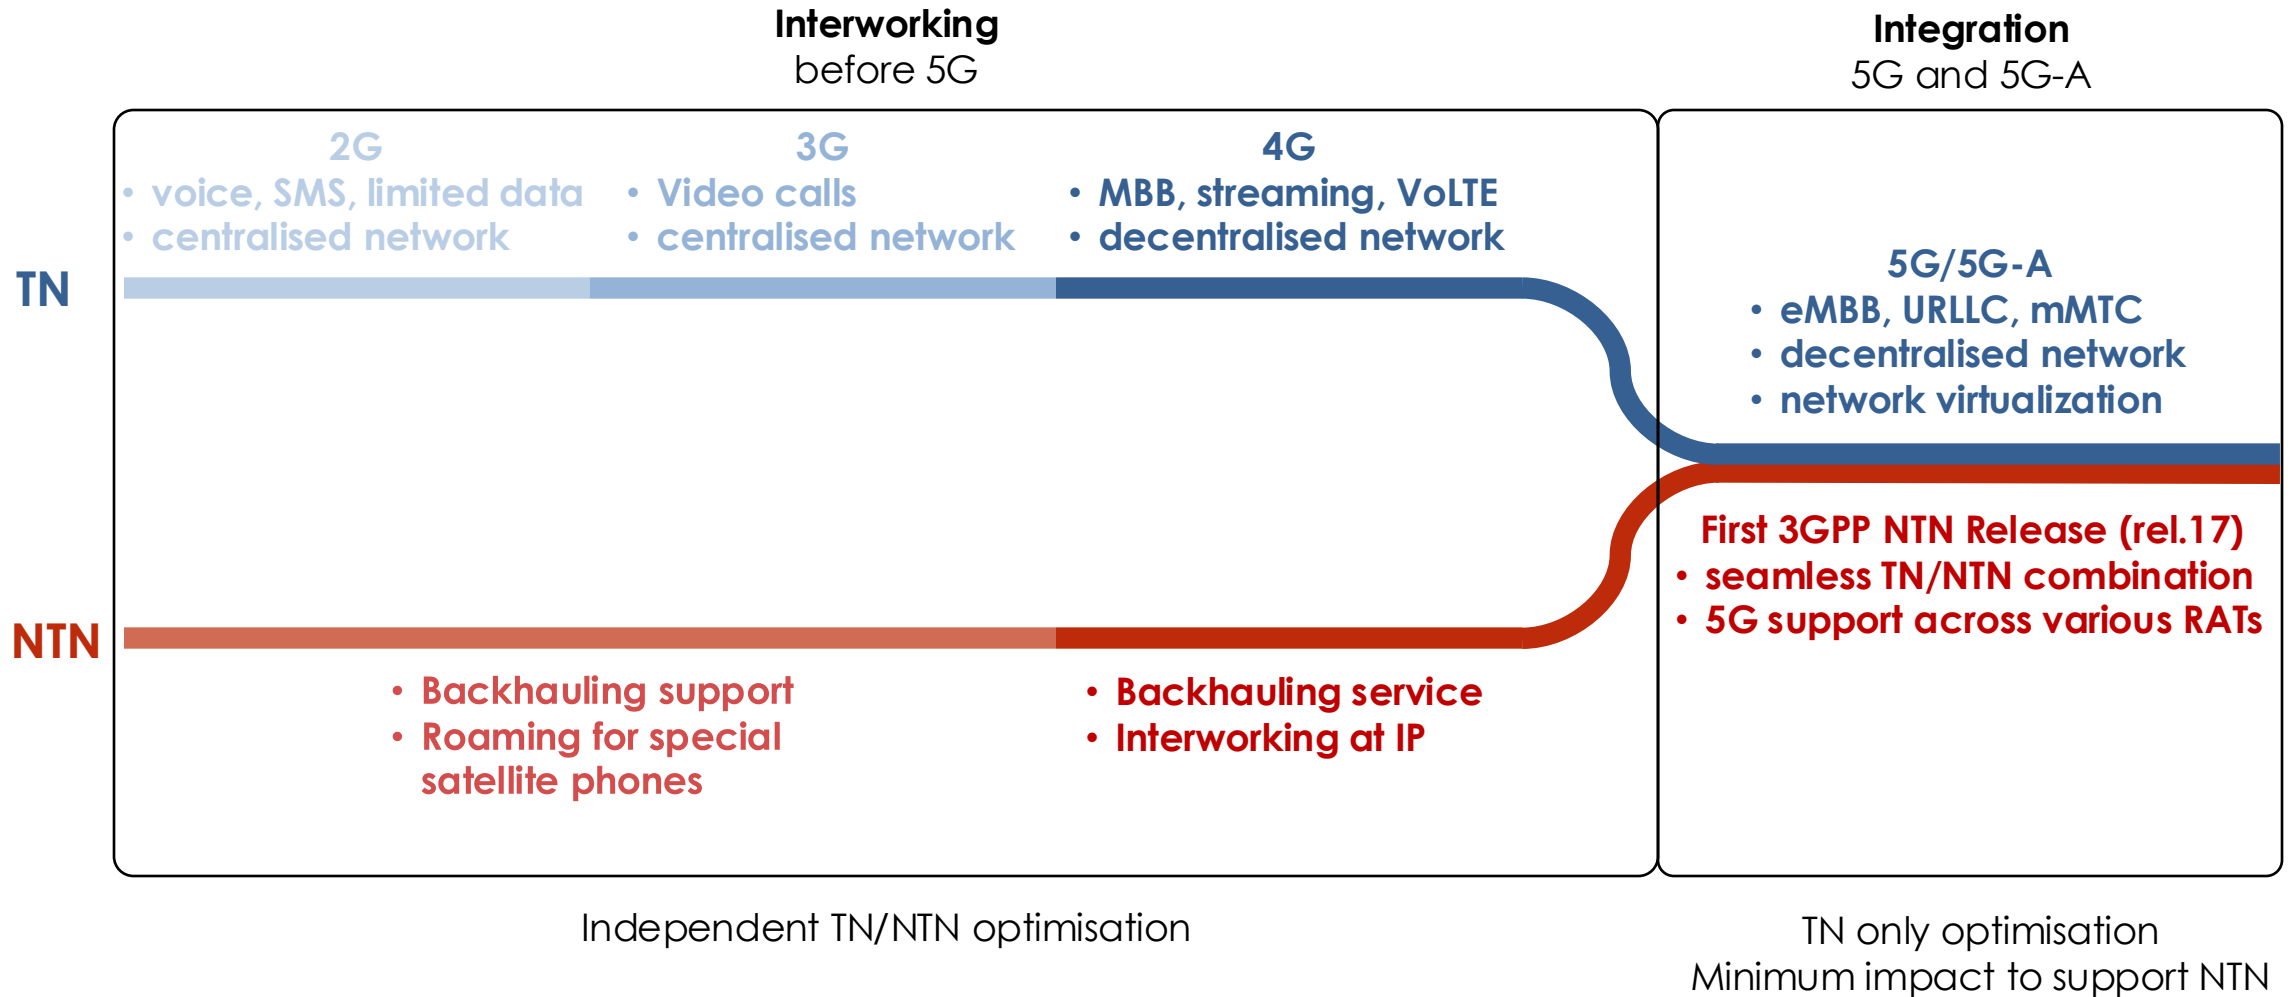 Interworking
before 5G
Integration
5G and 5G-A
2G
• voice, SMS, limited data
• centralised network
3G
• Video calls
• centralised network
4G
• MBB, streaming, VoLTE
• decentralised network
TN
5G/5G-A
• eMBB, URLLC, mMTC
• decentralised network
• network virtualization
First 3GPP NTN Release (rel.17)
• seamless TN/NTN combination
• 5G support across various RATs
NTN
• Backhauling support
• Roaming for special
satellite phones
• Backhauling service
• Interworking at IP
Independent TN/NTN optimisation
TN only optimisation
Minimum impact to support NTN